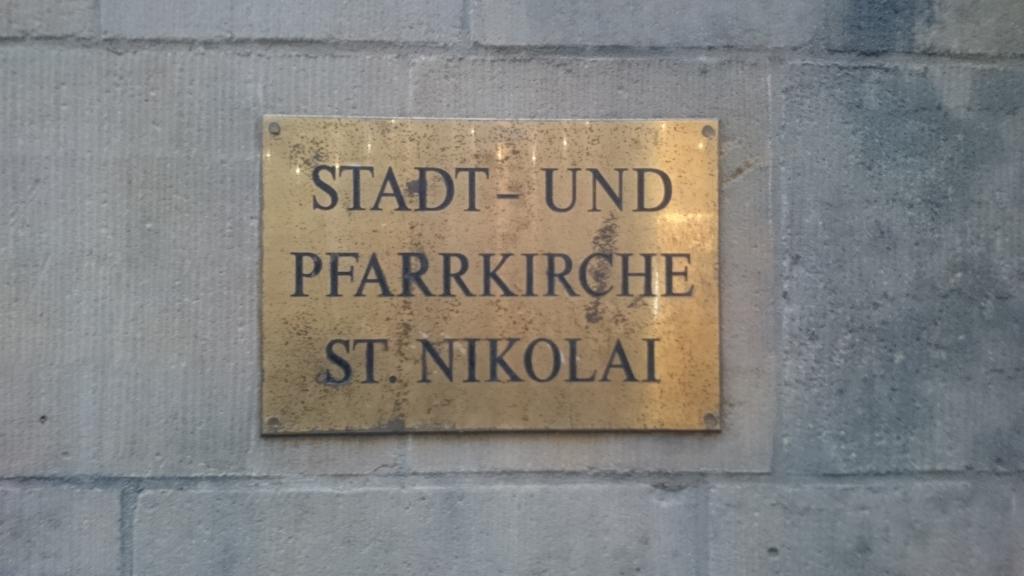 STADT- UND
PFARRKIRCHE
ST. NIKOLAI